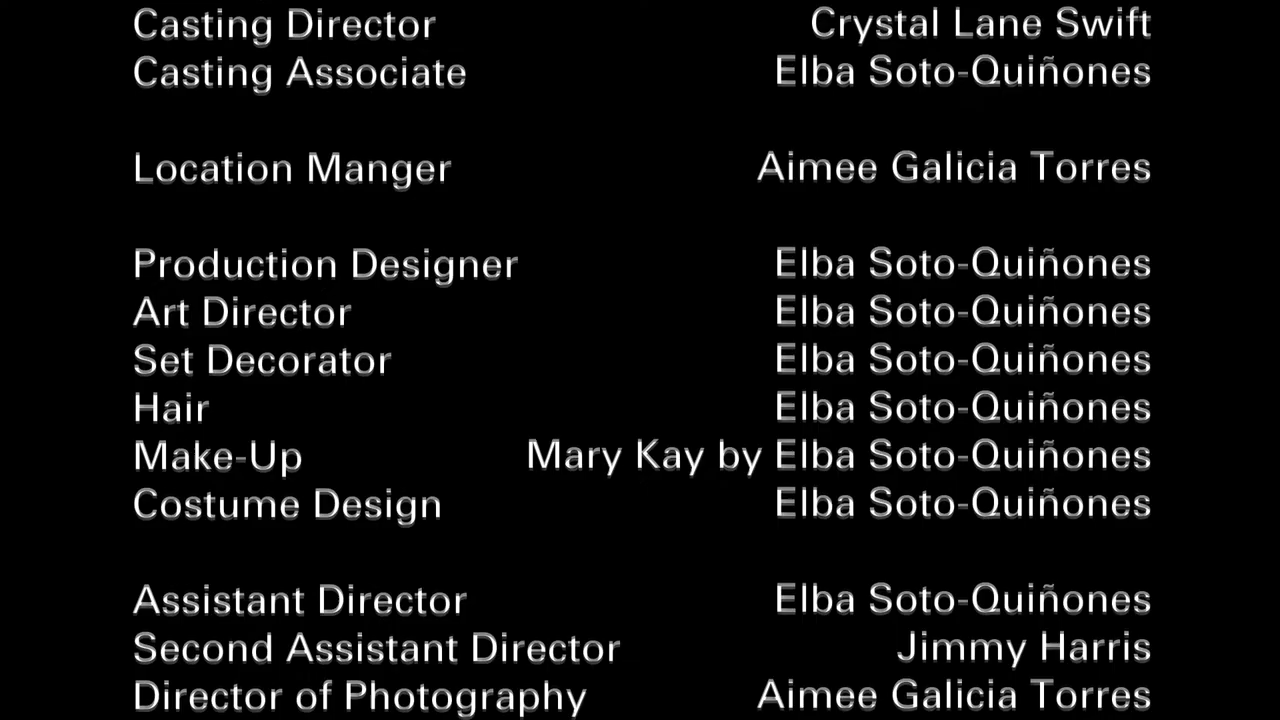 Casting Director Crystal Lane Swift
Casting Associate Elba Soto-Quiñones
Location Manger Aimee Galicia Torres
Production Designer Elba Soto-Quiñones
Art Director Elba Soto-Quiñones
Set Decorator Elba Soto-Quiñones
Hair Elba Soto-Quiñones
Make-Up Mary Kay by Elba Soto-Quiñones
Costume Design Elba Soto-Quiñones
Assistant Director Elba Soto-Quiñones
Second Assistant Director Jimmy Harris
Director of Photography Aimee Galicia Torres